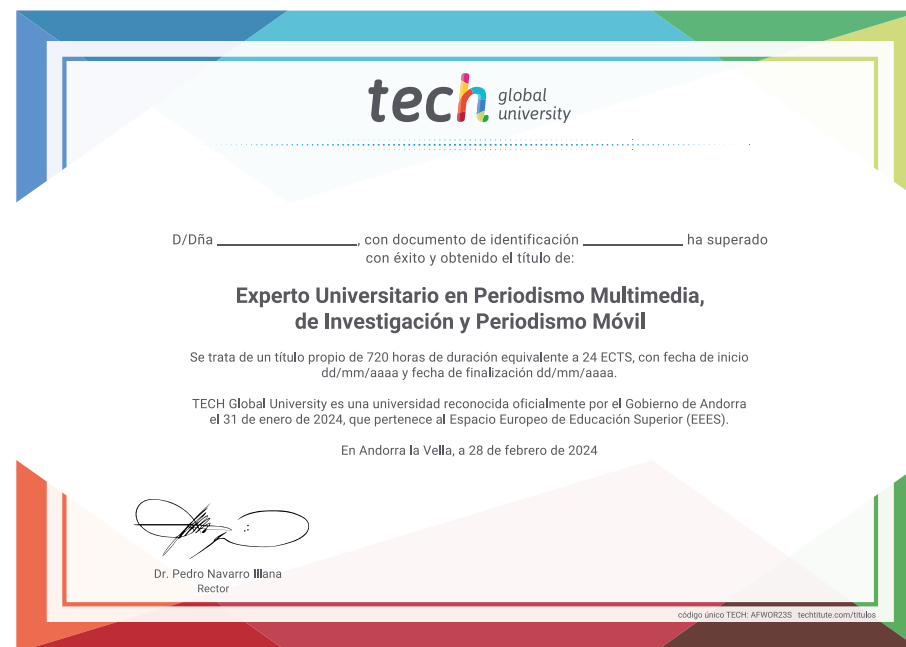 tech global university
D/Dña ____________________, con documento de identificación ______________ ha superado
con éxito y obtenido el título de:
Experto Universitario en Periodismo Multimedia,
de Investigación y Periodismo Móvil
Se trata de un título propio de 720 horas de duración equivalente a 24 ECTS, con fecha de inicio
dd/mm/aaaa y fecha de finalización dd/mm/aaaa.
TECH Global University es una universidad reconocida oficialmente por el Gobierno de Andorra
el 31 de enero de 2024, que pertenece al Espacio Europeo de Educación Superior (EEES).
En Andorra la Vella, a 28 de febrero de 2024
Dr. Pedro Navarro Illana
Rector
código único TECH: AFWOR23S techtitute.com/titulos